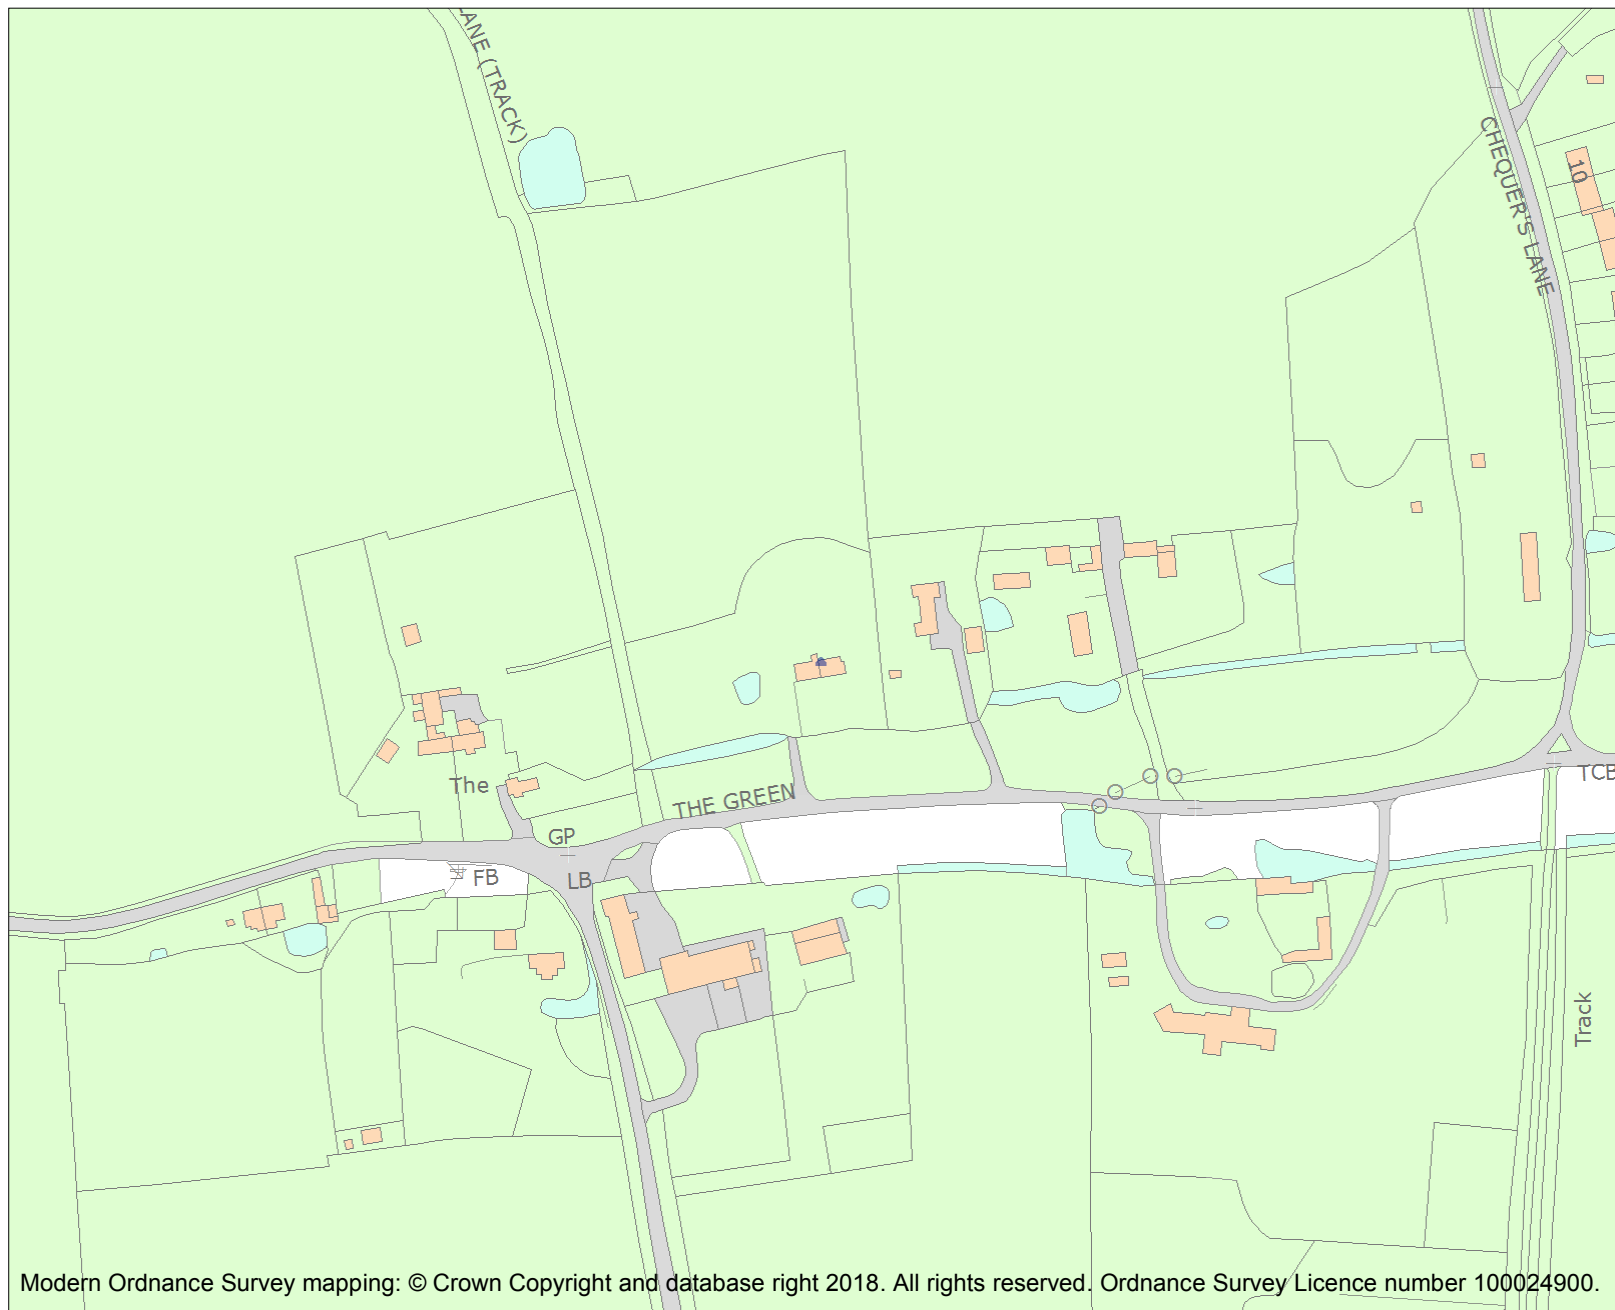 LANE (TRACK)
CHEQUER'S LANE
10
The
THE GREEN
TCB
GP
FB
LB
Track
Modern Ordnance Survey mapping: © Crown Copyright and database right 2018. All rights reserved. Ordnance Survey Licence number 100024900.